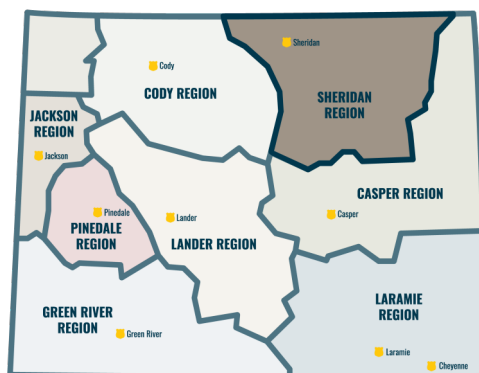 Sheridan
Cody
CODY REGION
SHERIDAN
REGION
JACKSON
REGION
Jackson
CASPER REGION
Pinedale
Lander
Casper
PINEDALE
REGION
LANDER REGION
GREEN RIVER
REGION
LARAMIE
REGION
Green River
Laramie
Cheyenne